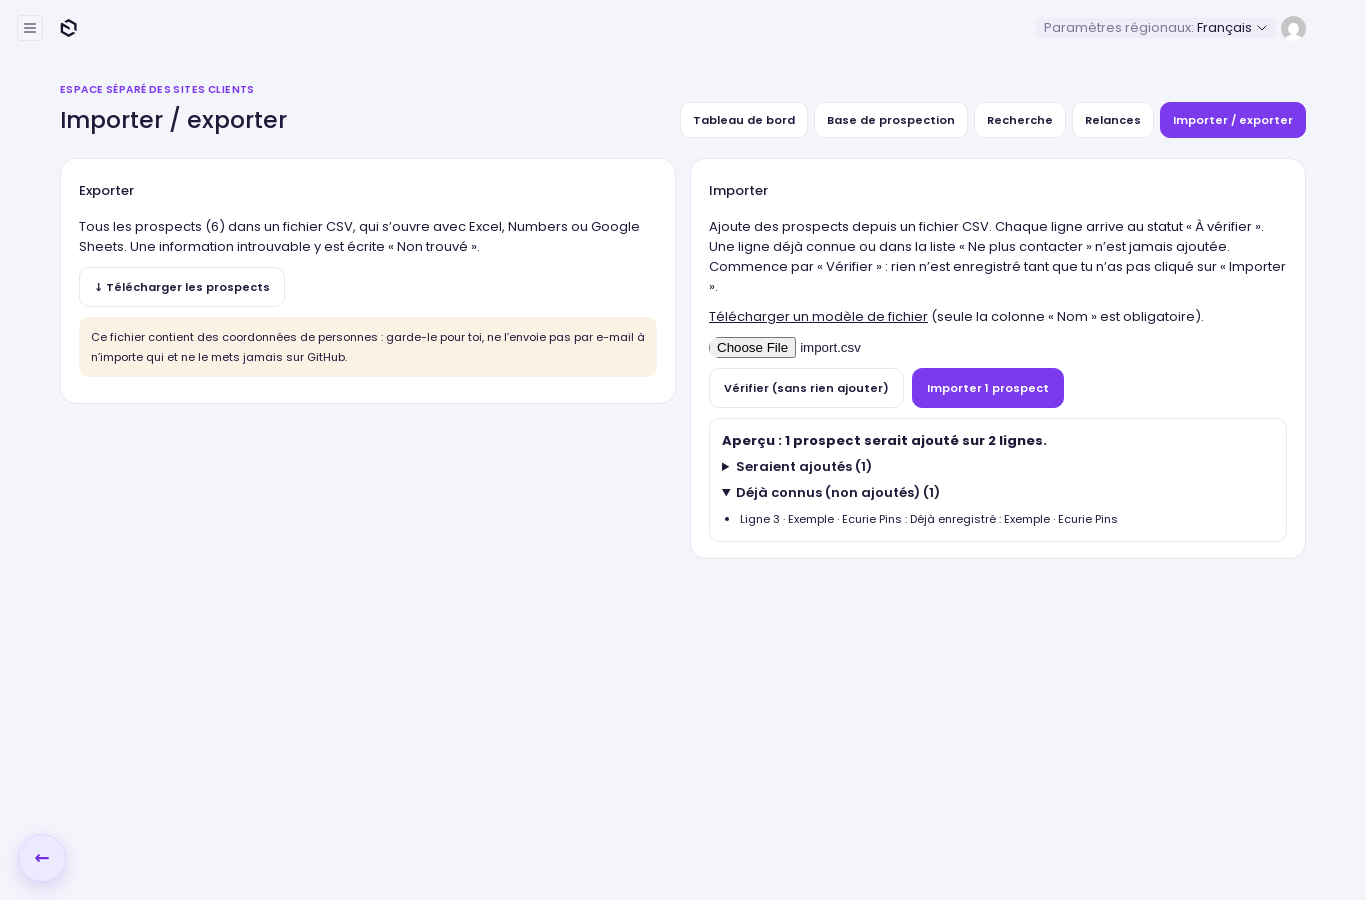 Paramètres régionaux: Français
ESPACE SÉPARÉ DES SITES CLIENTS
Importer / exporter
Tableau de bord
Base de prospection
Recherche
Relances
Importer / exporter
Exporter
Tous les prospects (6) dans un fichier CSV, qui s’ouvre avec Excel, Numbers ou Google
Sheets. Une information introuvable y est écrite « Non trouvé ».
↓ Télécharger les prospects
Ce fichier contient des coordonnées de personnes : garde-le pour toi, ne l’envoie pas par e-mail à
n’importe qui et ne le mets jamais sur GitHub.
Importer
Ajoute des prospects depuis un fichier CSV. Chaque ligne arrive au statut « À vérifier ».
Une ligne déjà connue ou dans la liste « Ne plus contacter » n’est jamais ajoutée.
Commence par « Vérifier » : rien n’est enregistré tant que tu n’as pas cliqué sur « Importer
».
Télécharger un modèle de fichier (seule la colonne « Nom » est obligatoire).
Choose File import.csv
Vérifier (sans rien ajouter)
Importer 1 prospect
Aperçu : 1 prospect serait ajouté sur 2 lignes.
Seraient ajoutés (1)
Déjà connus (non ajoutés) (1)
• Ligne 3 · Exemple · Ecurie Pins : Déjà enregistré : Exemple · Ecurie Pins